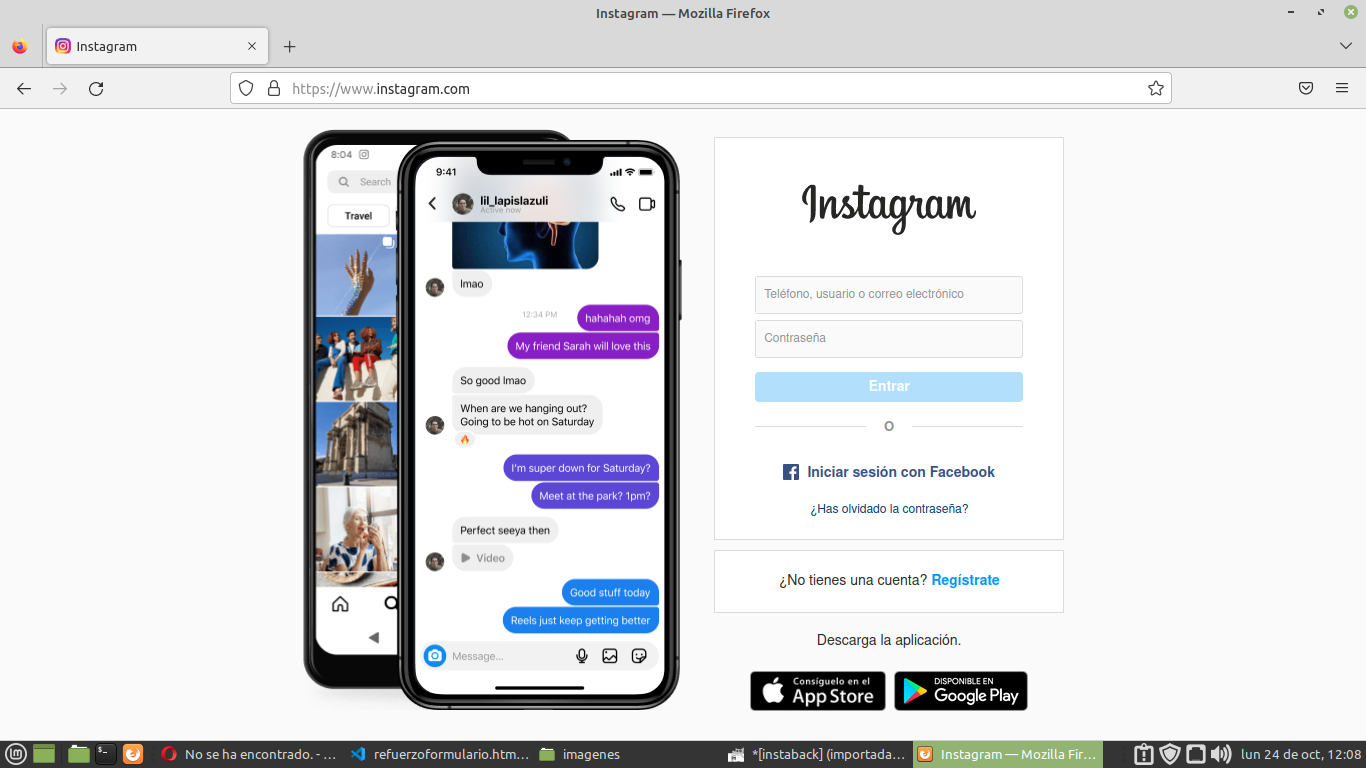 Instagram — Mozilla Firefox
Instagram
https://www.instagram.com
8:04
Search
Travel
9:41
lil_lapislazuli
Active now
lmao
12:34 PM
hahahah omg
My friend Sarah will love this
So good lmao
When are we hanging out?
Going to be hot on Saturday
I'm super down for Saturday?
Meet at the park? 1pm?
Perfect seeya then
Video
Good stuff today
Reels just keep getting better
Message...
Instagram
Teléfono, usuario o correo electrónico
Contraseña
Entrar
O
Iniciar sesión con Facebook
¿Has olvidado la contraseña?
¿No tienes una cuenta? Regístrate
Descarga la aplicación.
Consíguelo en el
App Store
DISPONIBLE EN
Google Play
No se ha encontrado. - ...
refuerzoformulario.htm...
imagenes
*[instaback] (importada...
Instagram — Mozilla Fir...
lun 24 de oct, 12:08